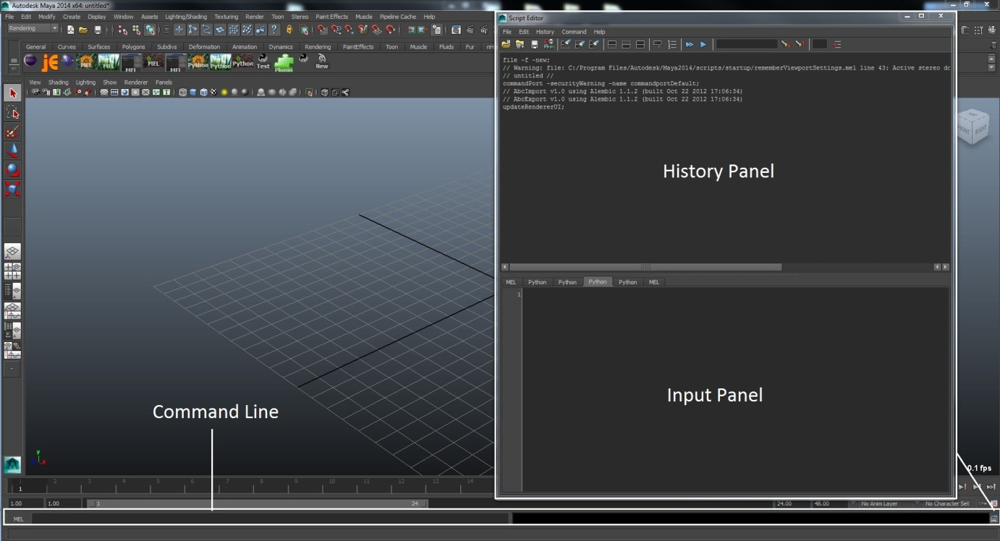 Autodesk Maya 2014 x64: untitled*
File Edit Modify Create Display Window Assets Lighting/Shading Texturing Render Toon Stereo Paint Effects Muscle Pipeline Cache Help
Rendering
General Curves Surfaces Polygons Subdivs Deformation Animation Dynamics Rendering PaintEffects Toon Muscle Fluids Fur nH
MEL MEL MEL MEL Python Python Python Test Plugin New
View Shading Lighting Show Renderer Panels
Script Editor
File Edit History Command Help
file -f -new;
// Warning: file: C:/Program Files/Autodesk/Maya2014/scripts/startup/rememberViewportSettings.mel line 43: Active stereo do
// untitled //
commandPort -securityWarning -name commandportDefault;
// AbcImport v1.0 using Alembic 1.1.2 (built Oct 22 2012 17:06:34)
// AbcExport v1.0 using Alembic 1.1.2 (built Oct 22 2012 17:06:34)
updateRendererUI;
RIGHT
History Panel
MEL Python Python Python Python MEL
1
Input Panel
Command Line
y
0.1 fps
1 2 3 4 5 6 7 8 9 10 11 12 13 14
1
1.00 1.00 1 24 24.00 48.00 No Anim Layer No Character Set
MEL